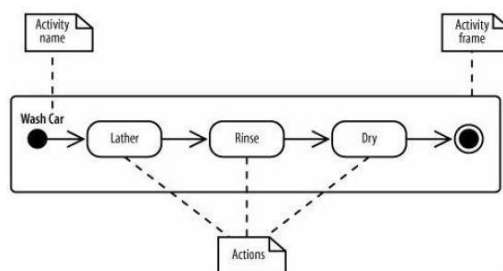 Activity
name
Activity
frame
Wash Car
Lather
Rinse
Dry
Actions